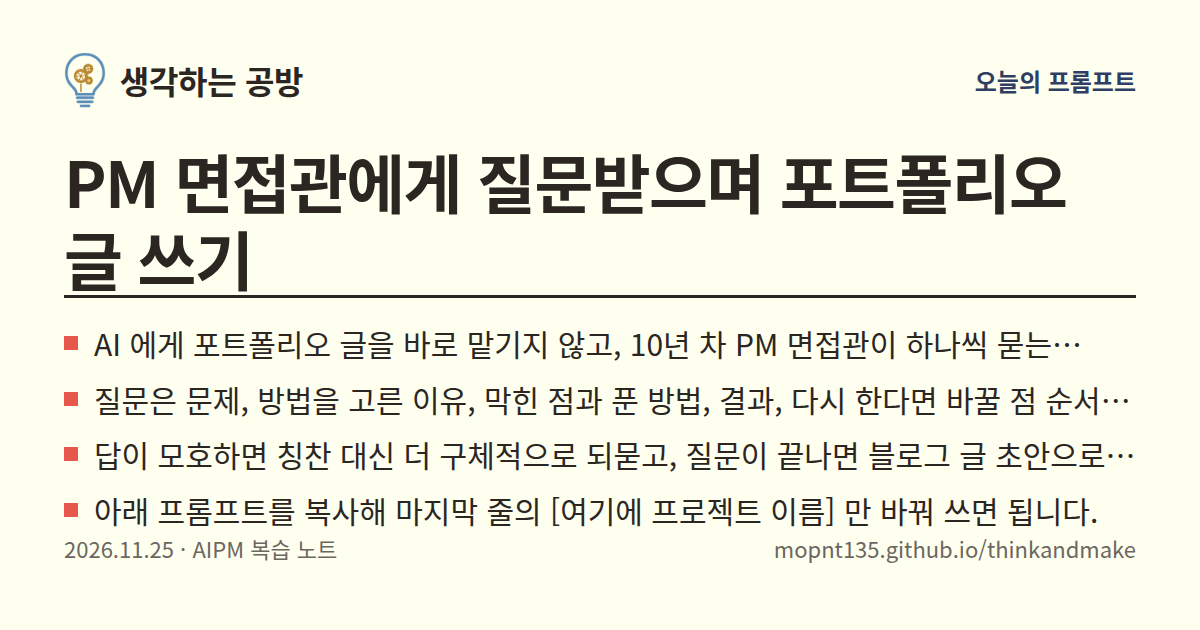 생각하는 공방
오늘의 프롬프트
PM 면접관에게 질문받으며 포트폴리오
글 쓰기
AI 에게 포트폴리오 글을 바로 맡기지 않고, 10년 차 PM 면접관이 하나씩 묻는…
질문은 문제, 방법을 고른 이유, 막힌 점과 푼 방법, 결과, 다시 한다면 바꿀 점 순서…
답이 모호하면 칭찬 대신 더 구체적으로 되묻고, 질문이 끝나면 블로그 글 초안으로…
아래 프롬프트를 복사해 마지막 줄의 [여기에 프로젝트 이름] 만 바꿔 쓰면 됩니다.
2026.11.25 · AIPM 복습 노트
mopnt135.github.io/thinkandmake